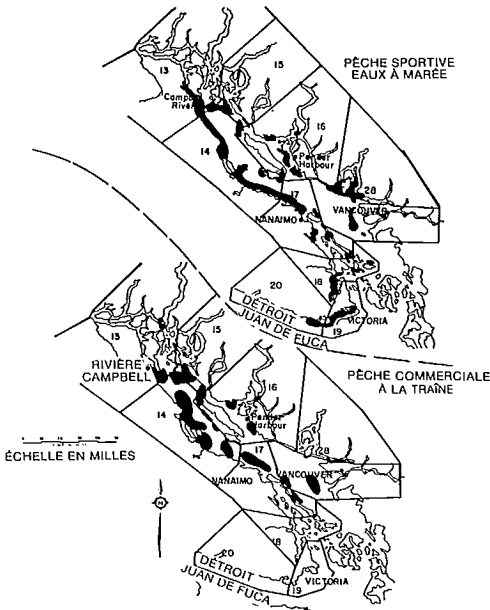 PÊCHE SPORTIVE
EAUX À MARÉE
13
15
Campbell
River
16
14
Pender
Harbour
28
17
VANCOUVER
NANAIMO
18
20
DÉTROIT
JUAN DE FUCA
19
VICTORIA
PÊCHE COMMERCIALE
À LA TRAÎNE
13
15
RIVIÈRE
CAMPBELL
16
14
Pender
Harbour
17
28
VANCOUVER
NANAIMO
ÉCHELLE EN MILLES
N
18
20
DÉTROIT
JUAN DE FUCA
19
VICTORIA